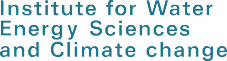 Institute for Water
Energy Sciences
and Climate change